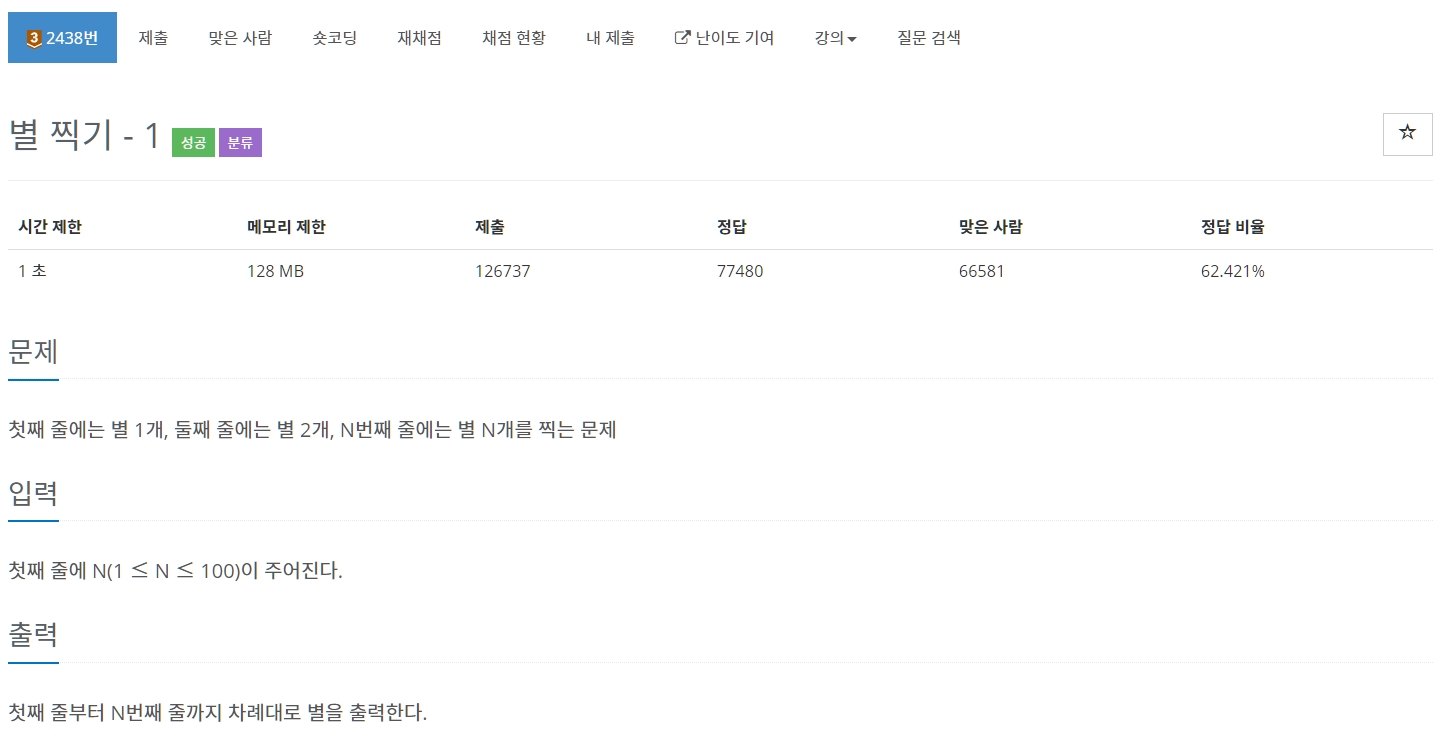 3 2438번 제출 맞은 사람 숏코딩 재채점 채점 현황 내 제출 난이도 기여 강의 질문 검색
별 찍기 - 1 성공 분류
시간 제한 메모리 제한 제출 정답 맞은 사람 정답 비율
1 초 128 MB 126737 77480 66581 62.421%
문제
첫째 줄에는 별 1개, 둘째 줄에는 별 2개, N번째 줄에는 별 N개를 찍는 문제
입력
첫째 줄에 N(1 ≤ N ≤ 100)이 주어진다.
출력
첫째 줄부터 N번째 줄까지 차례대로 별을 출력한다.